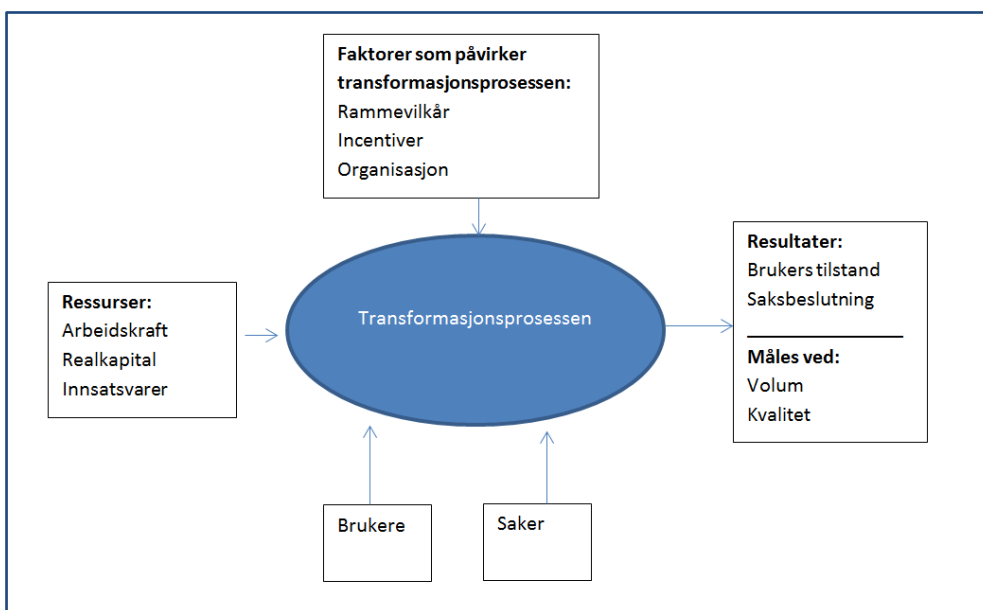 Faktorer som påvirker
transformasjonsprosessen:
Rammevilkår
Incentiver
Organisasjon
Ressurser:
Arbeidskraft
Realkapital
Innsatsvarer
Transformasjonsprosessen
Resultater:
Brukers tilstand
Saksbeslutning
Måles ved:
Volum
Kvalitet
Brukere
Saker